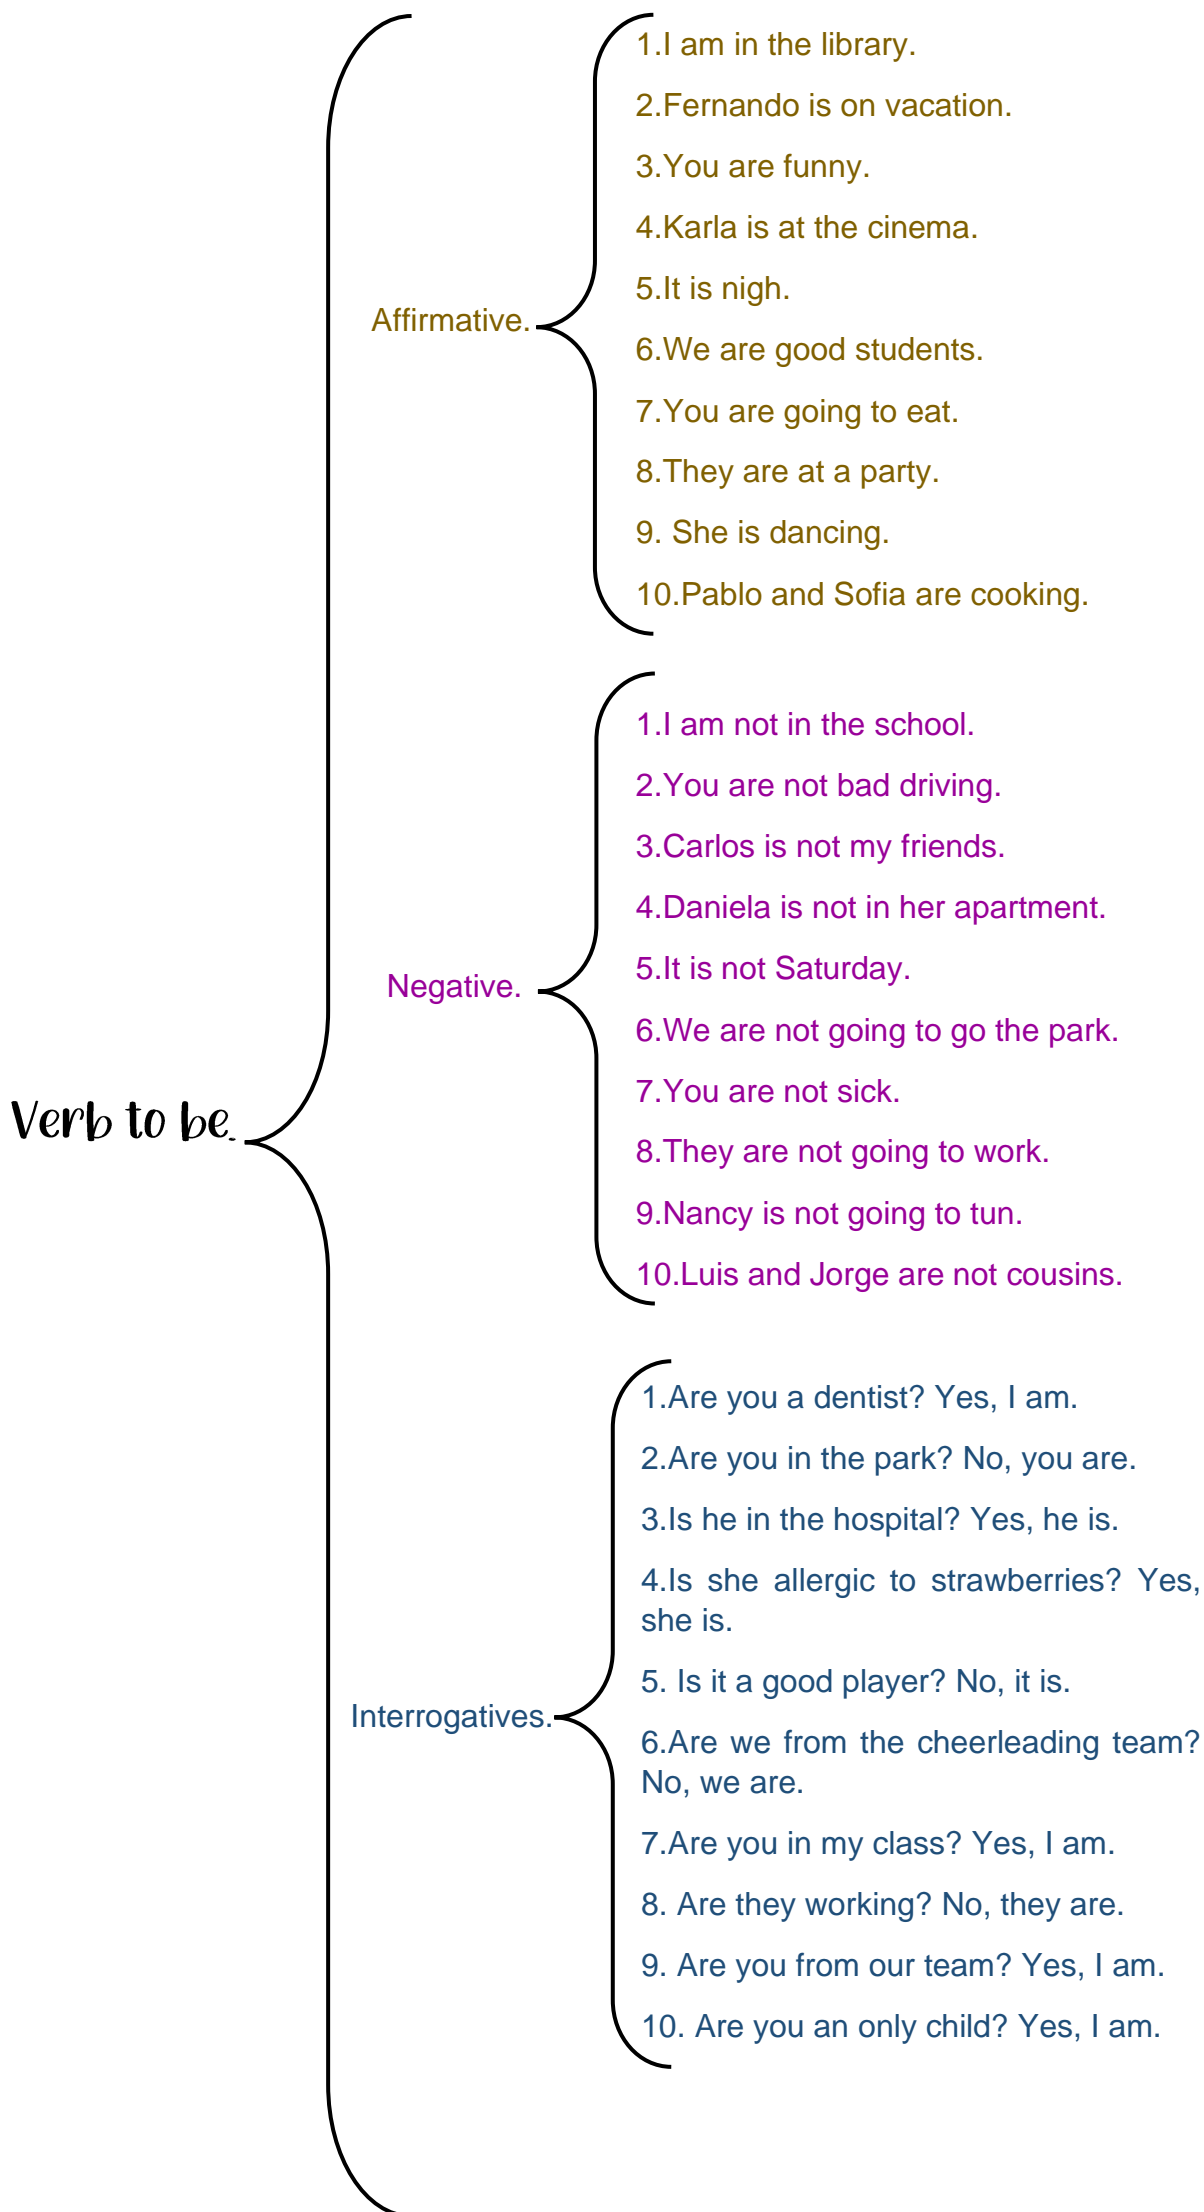 Verb to be.
Affirmative.
1.I am in the library.
2.Fernando is on vacation.
3.You are funny.
4.Karla is at the cinema.
5.It is nigh.
6.We are good students.
7.You are going to eat.
8.They are at a party.
9. She is dancing.
10.Pablo and Sofia are cooking.
Negative.
1.I am not in the school.
2.You are not bad driving.
3.Carlos is not my friends.
4.Daniela is not in her apartment.
5.It is not Saturday.
6.We are not going to go the park.
7.You are not sick.
8.They are not going to work.
9.Nancy is not going to tun.
10.Luis and Jorge are not cousins.
Interrogatives.
1.Are you a dentist? Yes, I am.
2.Are you in the park? No, you are.
3.Is he in the hospital? Yes, he is.
4.Is she allergic to strawberries? Yes,
she is.
5. Is it a good player? No, it is.
6.Are we from the cheerleading team?
No, we are.
7.Are you in my class? Yes, I am.
8. Are they working? No, they are.
9. Are you from our team? Yes, I am.
10. Are you an only child? Yes, I am.